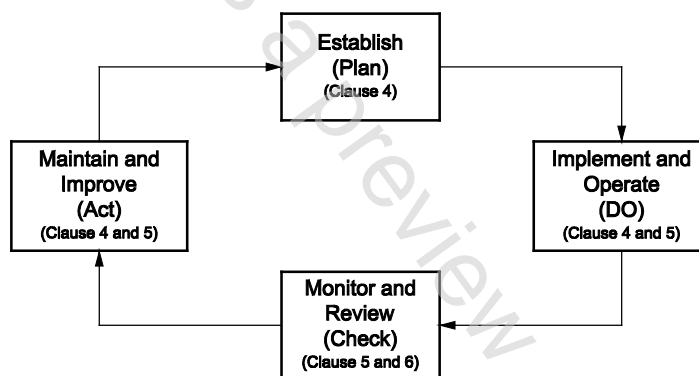 Establish
(Plan)
(Clause 4)
Maintain and
Improve
(Act)
(Clause 4 and 5)
Implement and
Operate
(DO)
(Clause 4 and 5)
Monitor and
Review
(Check)
(Clause 5 and 6)
s a preview